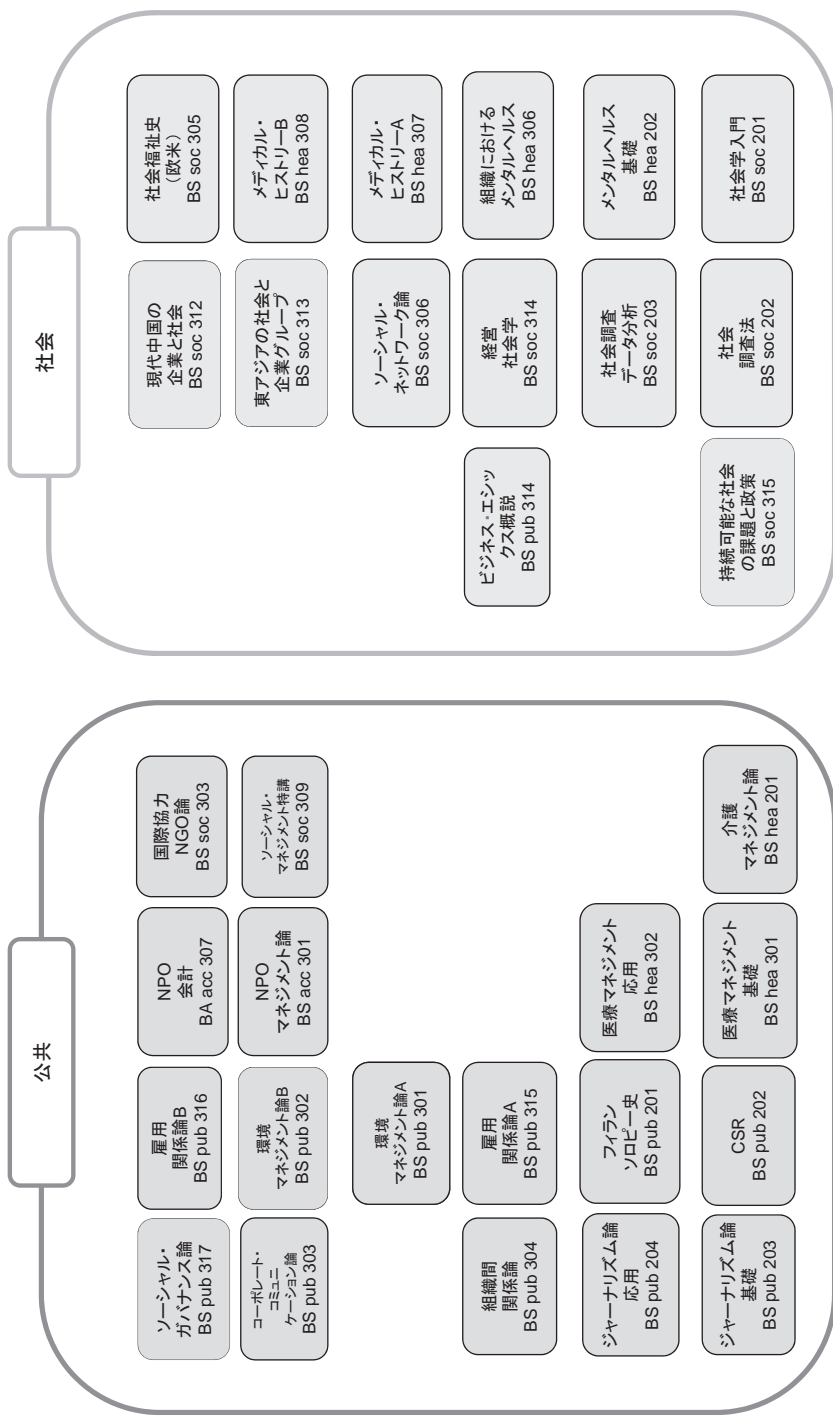 公共
ソーシャル・
ガバナンス論
BS pub 317
雇用
関係論B
BS pub 316
NPO
会計
BA acc 307
国際協力
NGO論
BS soc 303
コーポレート・
コミュニ
ケーション論
BS pub 303
環境
マネジメント論B
BS pub 302
NPO
マネジメント論
BS acc 301
ソーシャル・
マネジメント特講
BS soc 309
環境
マネジメント論A
BS pub 301
組織間
関係論
BS pub 304
雇用
関係論A
BS pub 315
ジャーナリズム論
応用
BS pub 204
フィラン
ソロピー史
BS pub 201
医療マネジメント
応用
BS hea 302
ジャーナリズム論
基礎
BS pub 203
CSR
BS pub 202
医療マネジメント
基礎
BS hea 301
介護
マネジメント論
BS hea 201
社会
現代中国の
企業と社会
BS soc 312
社会福祉史
（欧米）
BS soc 305
東アジアの社会と
企業グループ
BS soc 313
メディカル・
ヒストリーB
BS hea 308
ソーシャル・
ネットワーク論
BS soc 306
メディカル・
ヒストリーA
BS hea 307
ビジネス・エシッ
クス概説
BS pub 314
経営
社会学
BS soc 314
組織における
メンタルヘルス
BS hea 306
社会調査
データ分析
BS soc 203
メンタルヘルス
基礎
BS hea 202
持続可能な社会
の課題と政策
BS soc 315
社会
調査法
BS soc 202
社会学入門
BS soc 201